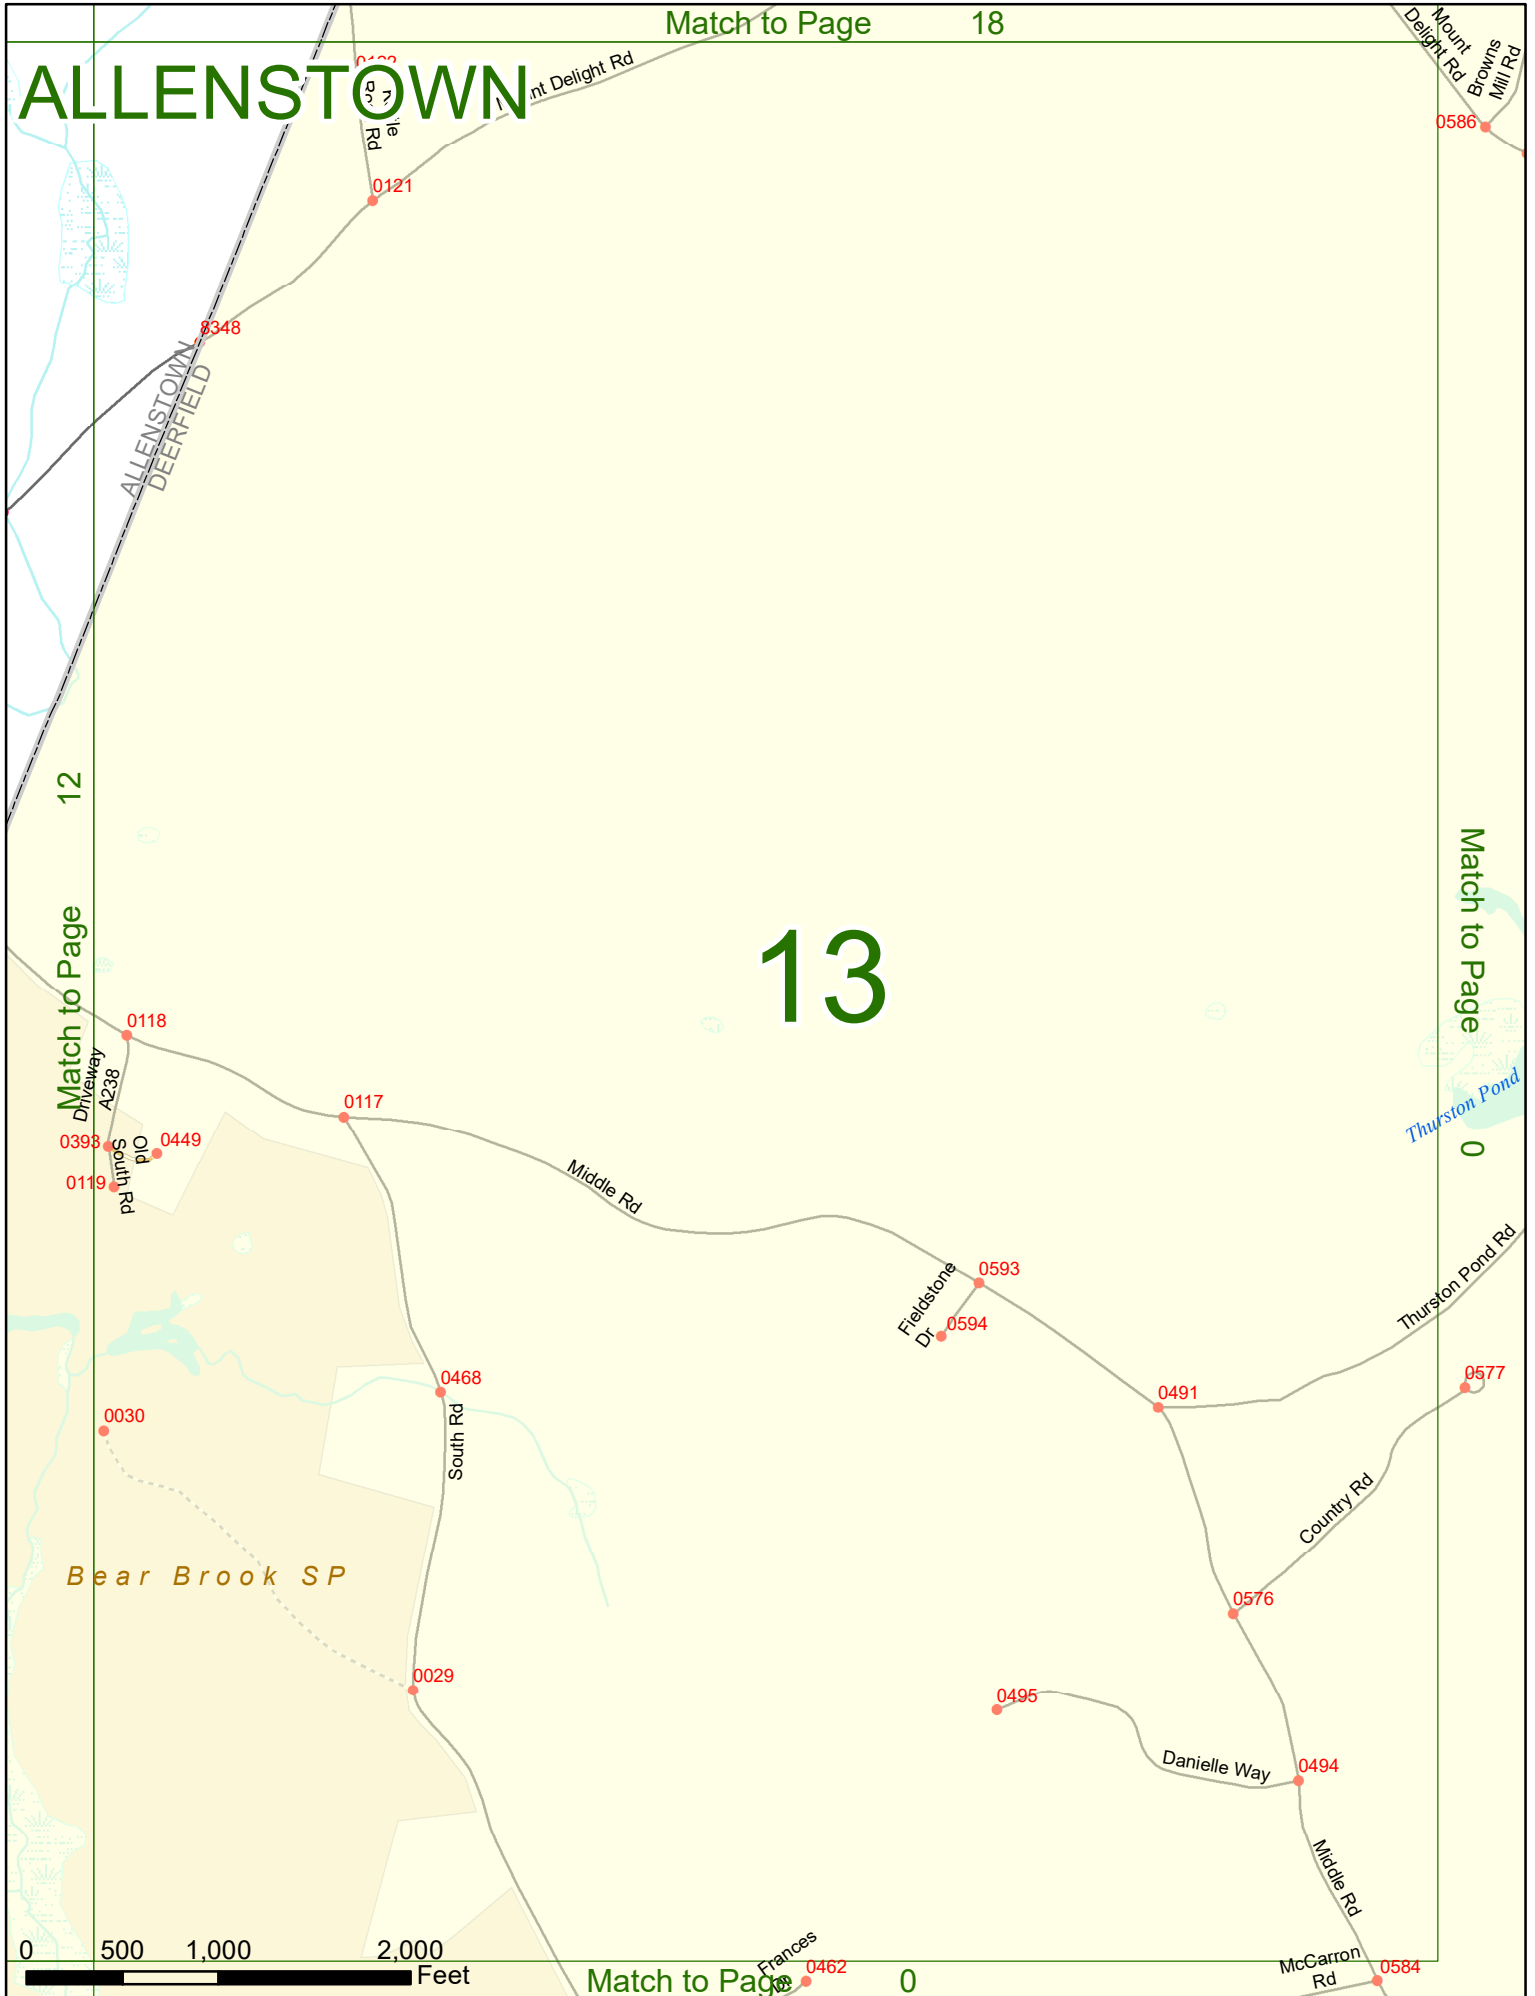 Match to Page 18
Mount
Delight Rd
Browns
Mill Rd
ALLENSTOWN
nt Delight Rd
Rd
0586
0121
8348
ALLENSTOWN
DEERFIELD
12
Match to Page
Match to Page
0
13
Thurston Pond
0118
Driveway
A238
0117
0393
Old
South Rd
0449
0119
Middle Rd
0593
Fieldstone
Dr
0594
Thurston Pond Rd
0577
0468
0491
0030
South Rd
Country Rd
Bear Brook SP
0576
0029
0495
Danielle Way
0494
Middle Rd
0 500 1,000 2,000
Feet
Frances
0462
McCarron
Rd
0584
Match to Page 0